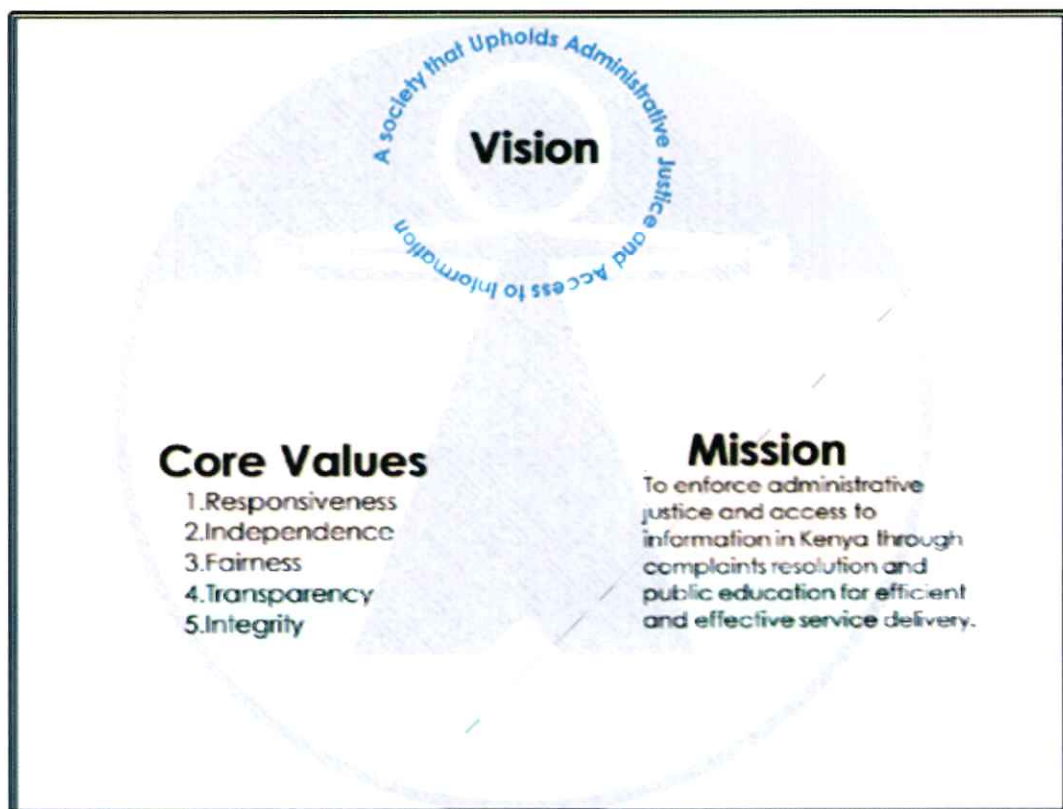 A society that Upholds Administrative Justice and Access to Information
Vision
Core Values
1.Responsiveness
2.Independence
3.Fairness
4.Transparency
5.Integrity
Mission
To enforce administrative
justice and access to
information in Kenya through
complaints resolution and
public education for efficient
and effective service delivery.